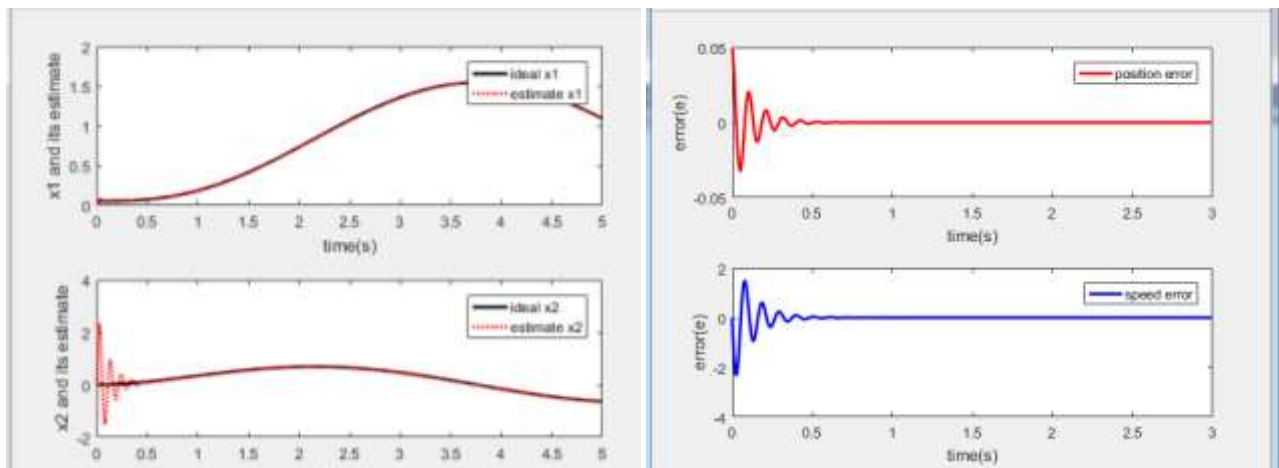 x1 and its estimate
2
1.5
1
0.5
0
ideal x1
estimate x1
0 0.5 1 1.5 2 2.5 3 3.5 4 4.5 5
time(s)
x2 and its estimate
4
2
0
-2
ideal x2
estimate x2
0 0.5 1 1.5 2 2.5 3 3.5 4 4.5 5
error(e)
0.05
0
-0.05
position error
0 0.5 1 1.5 2 2.5 3
time(s)
error(e)
2
0
-2
-4
speed error
0 0.5 1 1.5 2 2.5 3
time(s)